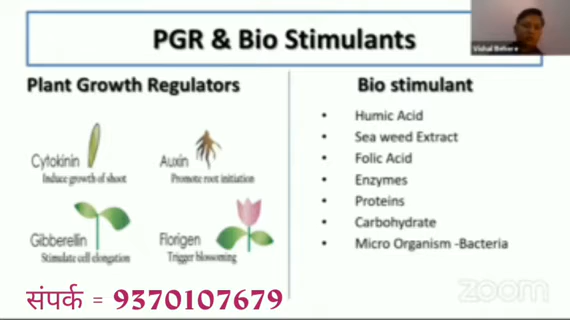 PGR & Bio Stimulants
Vishal Behere
Plant Growth Regulators
Cytokinin
Induce growth of shoot
Auxin
Promote root initiation
Gibberellin
Stimulate cell elongation
Florigen
Trigger blossoming
Bio stimulant
• Humic Acid
• Sea weed Extract
• Folic Acid
• Enzymes
• Proteins
• Carbohydrate
• Micro Organism -Bacteria
संपर्क = 9370107679
zoom